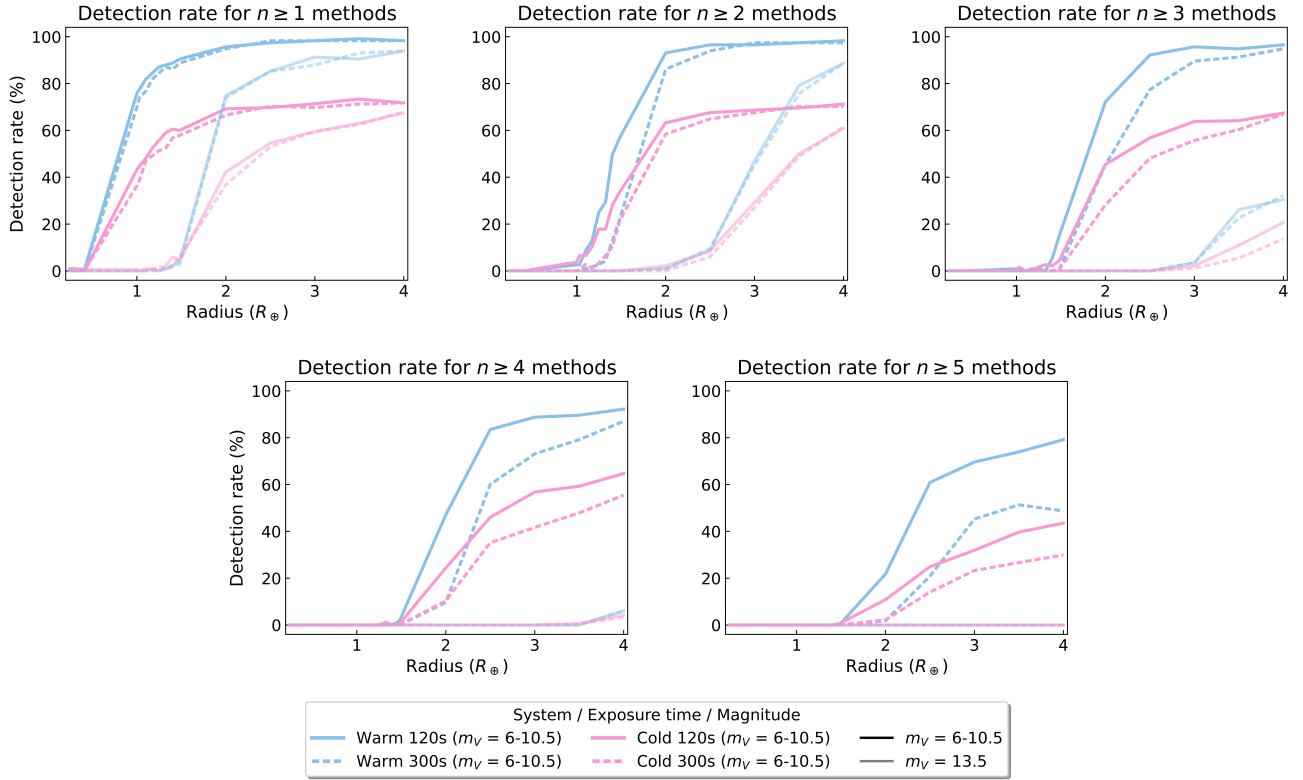 Detection rate for n ≥ 1 methods
Detection rate for n ≥ 2 methods
Detection rate for n ≥ 3 methods
Detection rate (%)
100
80
60
40
20
0
100
80
60
40
20
0
100
80
60
40
20
0
1 2 3 4
1 2 3 4
1 2 3 4
Radius (R⊕)
Radius (R⊕)
Radius (R⊕)
Detection rate for n ≥ 4 methods
Detection rate for n ≥ 5 methods
Detection rate (%)
100
80
60
40
20
0
100
80
60
40
20
0
1 2 3 4
1 2 3 4
Radius (R⊕)
Radius (R⊕)
System / Exposure time / Magnitude
Warm 120s (mV = 6-10.5)
Cold 120s (mV = 6-10.5)
mV = 6-10.5
Warm 300s (mV = 6-10.5)
Cold 300s (mV = 6-10.5)
mV = 13.5